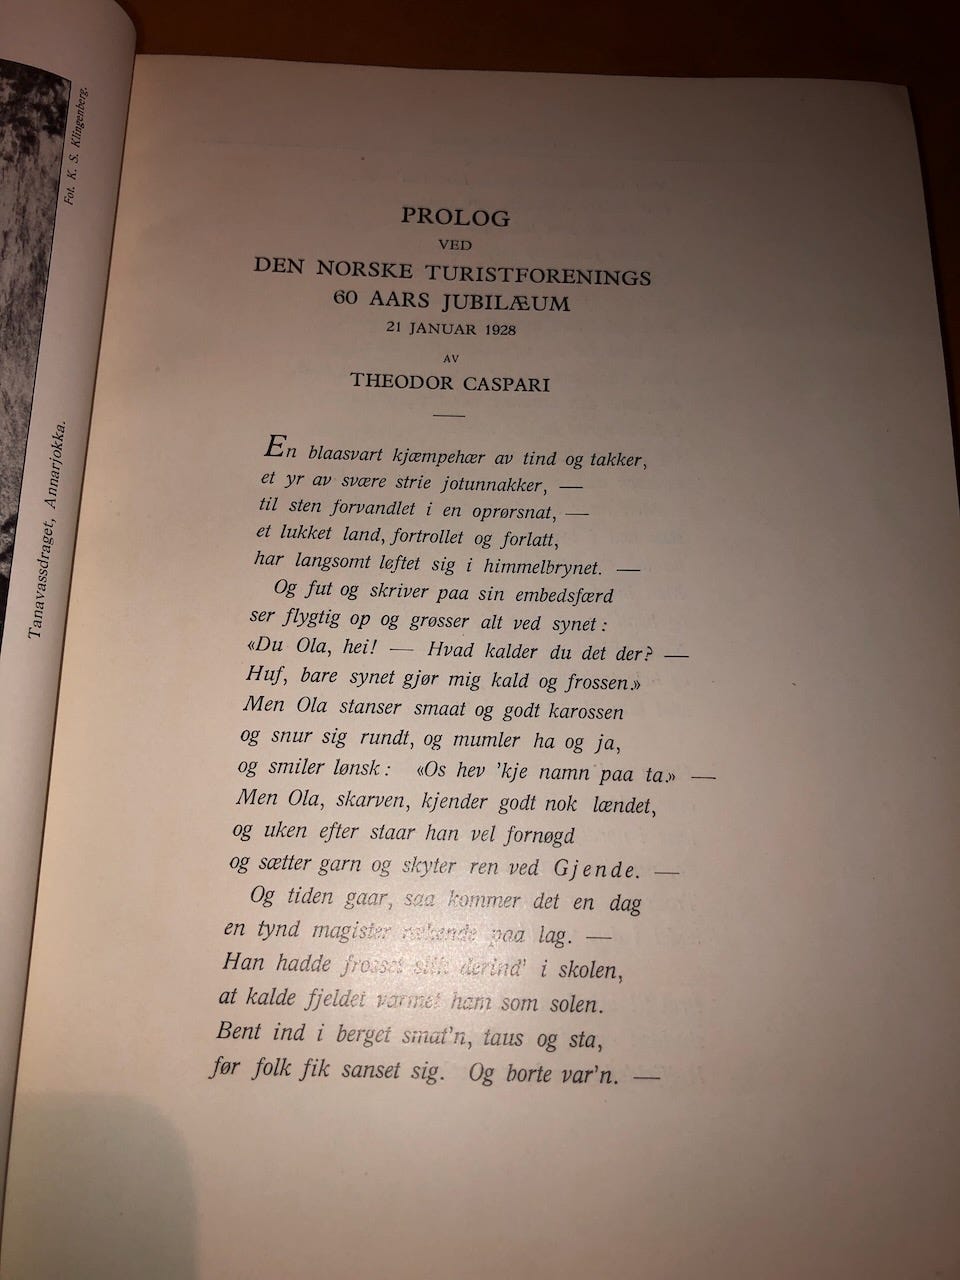 Fot. K. S. Klingenberg.
Tanavassdraget, Annarjokka.
PROLOG
VED
DEN NORSKE TURISTFORENINGS
60 AARS JUBILÆUM
21 JANUAR 1928
AV
THEODOR CASPARI
En blaasvart kjæmpehær av tind og takker,
et yr av svære strie jotunnakker, —
til sten forvandlet i en oprørsnat, —
et lukket land, fortrollet og forlatt,
har langsomt løftet sig i himmelbrynet. —
Og fut og skriver paa sin embedsfærd
ser flygtig op og grøsser alt ved synet:
«Du Ola, hei! — Hvad kalder du det der? —
Huf, bare synet gjør mig kald og frossen.»
Men Ola stanser smaat og godt karossen
og snur sig rundt, og mumler ha og ja,
og smiler lønsk: «Os hev 'kje namn paa ta.» —
Men Ola, skarven, kjender godt nok lændet,
og uken efter staar han vel fornøgd
og sætter garn og skyter ren ved Gjende. —
Og tiden gaar, saa kommer det en dag
en tynd magister paa lag. —
Han hadde frosset slik derind' i skolen,
at kalde fjeldet varmet ham som solen.
Bent ind i berget smat'n, taus og sta,
før folk fik sanset sig. Og borte var'n. —